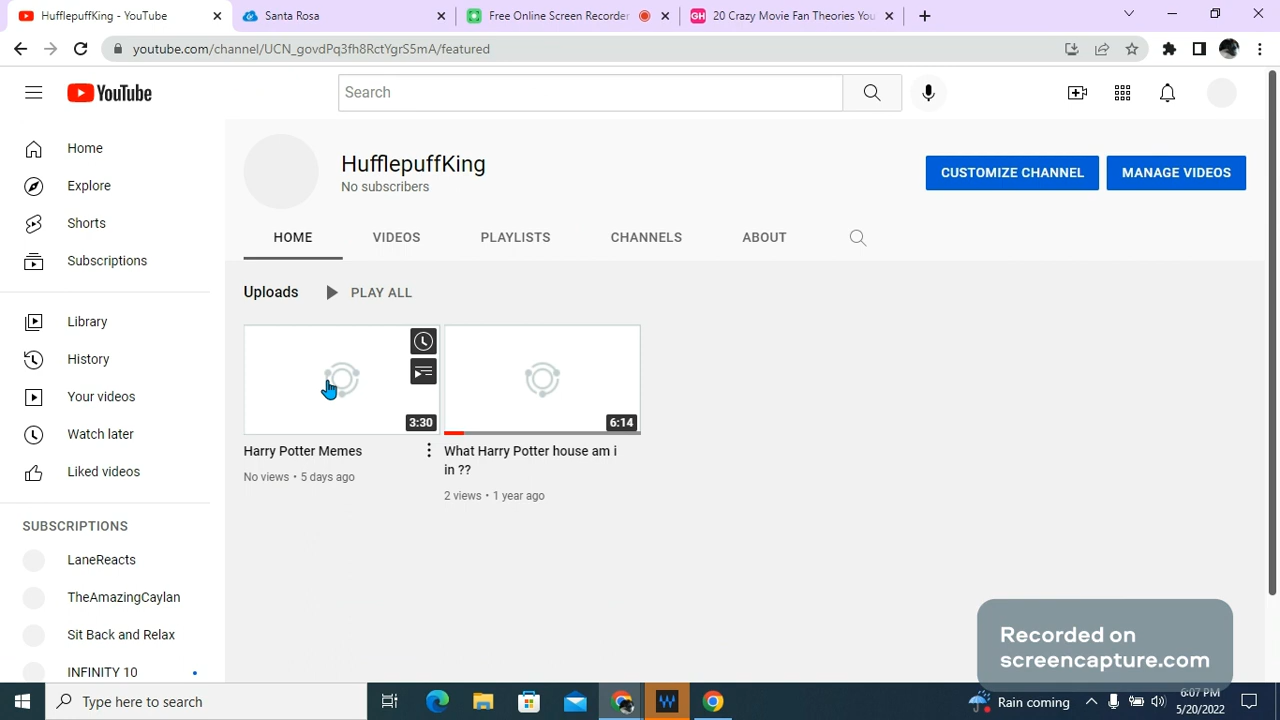 HufflepuffKing - YouTube
Santa Rosa
Free Online Screen Recorder
GH 20 Crazy Movie Fan Theories You
youtube.com/channel/UCN_govdPq3fh8RctYgrS5mA/featured
YouTube
Search
HufflepuffKing
No subscribers
CUSTOMIZE CHANNEL
MANAGE VIDEOS
HOME
VIDEOS
PLAYLISTS
CHANNELS
ABOUT
Home
Explore
Shorts
Subscriptions
Library
History
Your videos
Watch later
Liked videos
SUBSCRIPTIONS
LaneReacts
TheAmazingCaylan
Sit Back and Relax
INFINITY 10
Uploads
PLAY ALL
3:30
Harry Potter Memes
No views • 5 days ago
6:14
What Harry Potter house am i
in ??
2 views • 1 year ago
Recorded on
screencapture.com
Type here to search
Rain coming
6:07 PM
5/20/2022